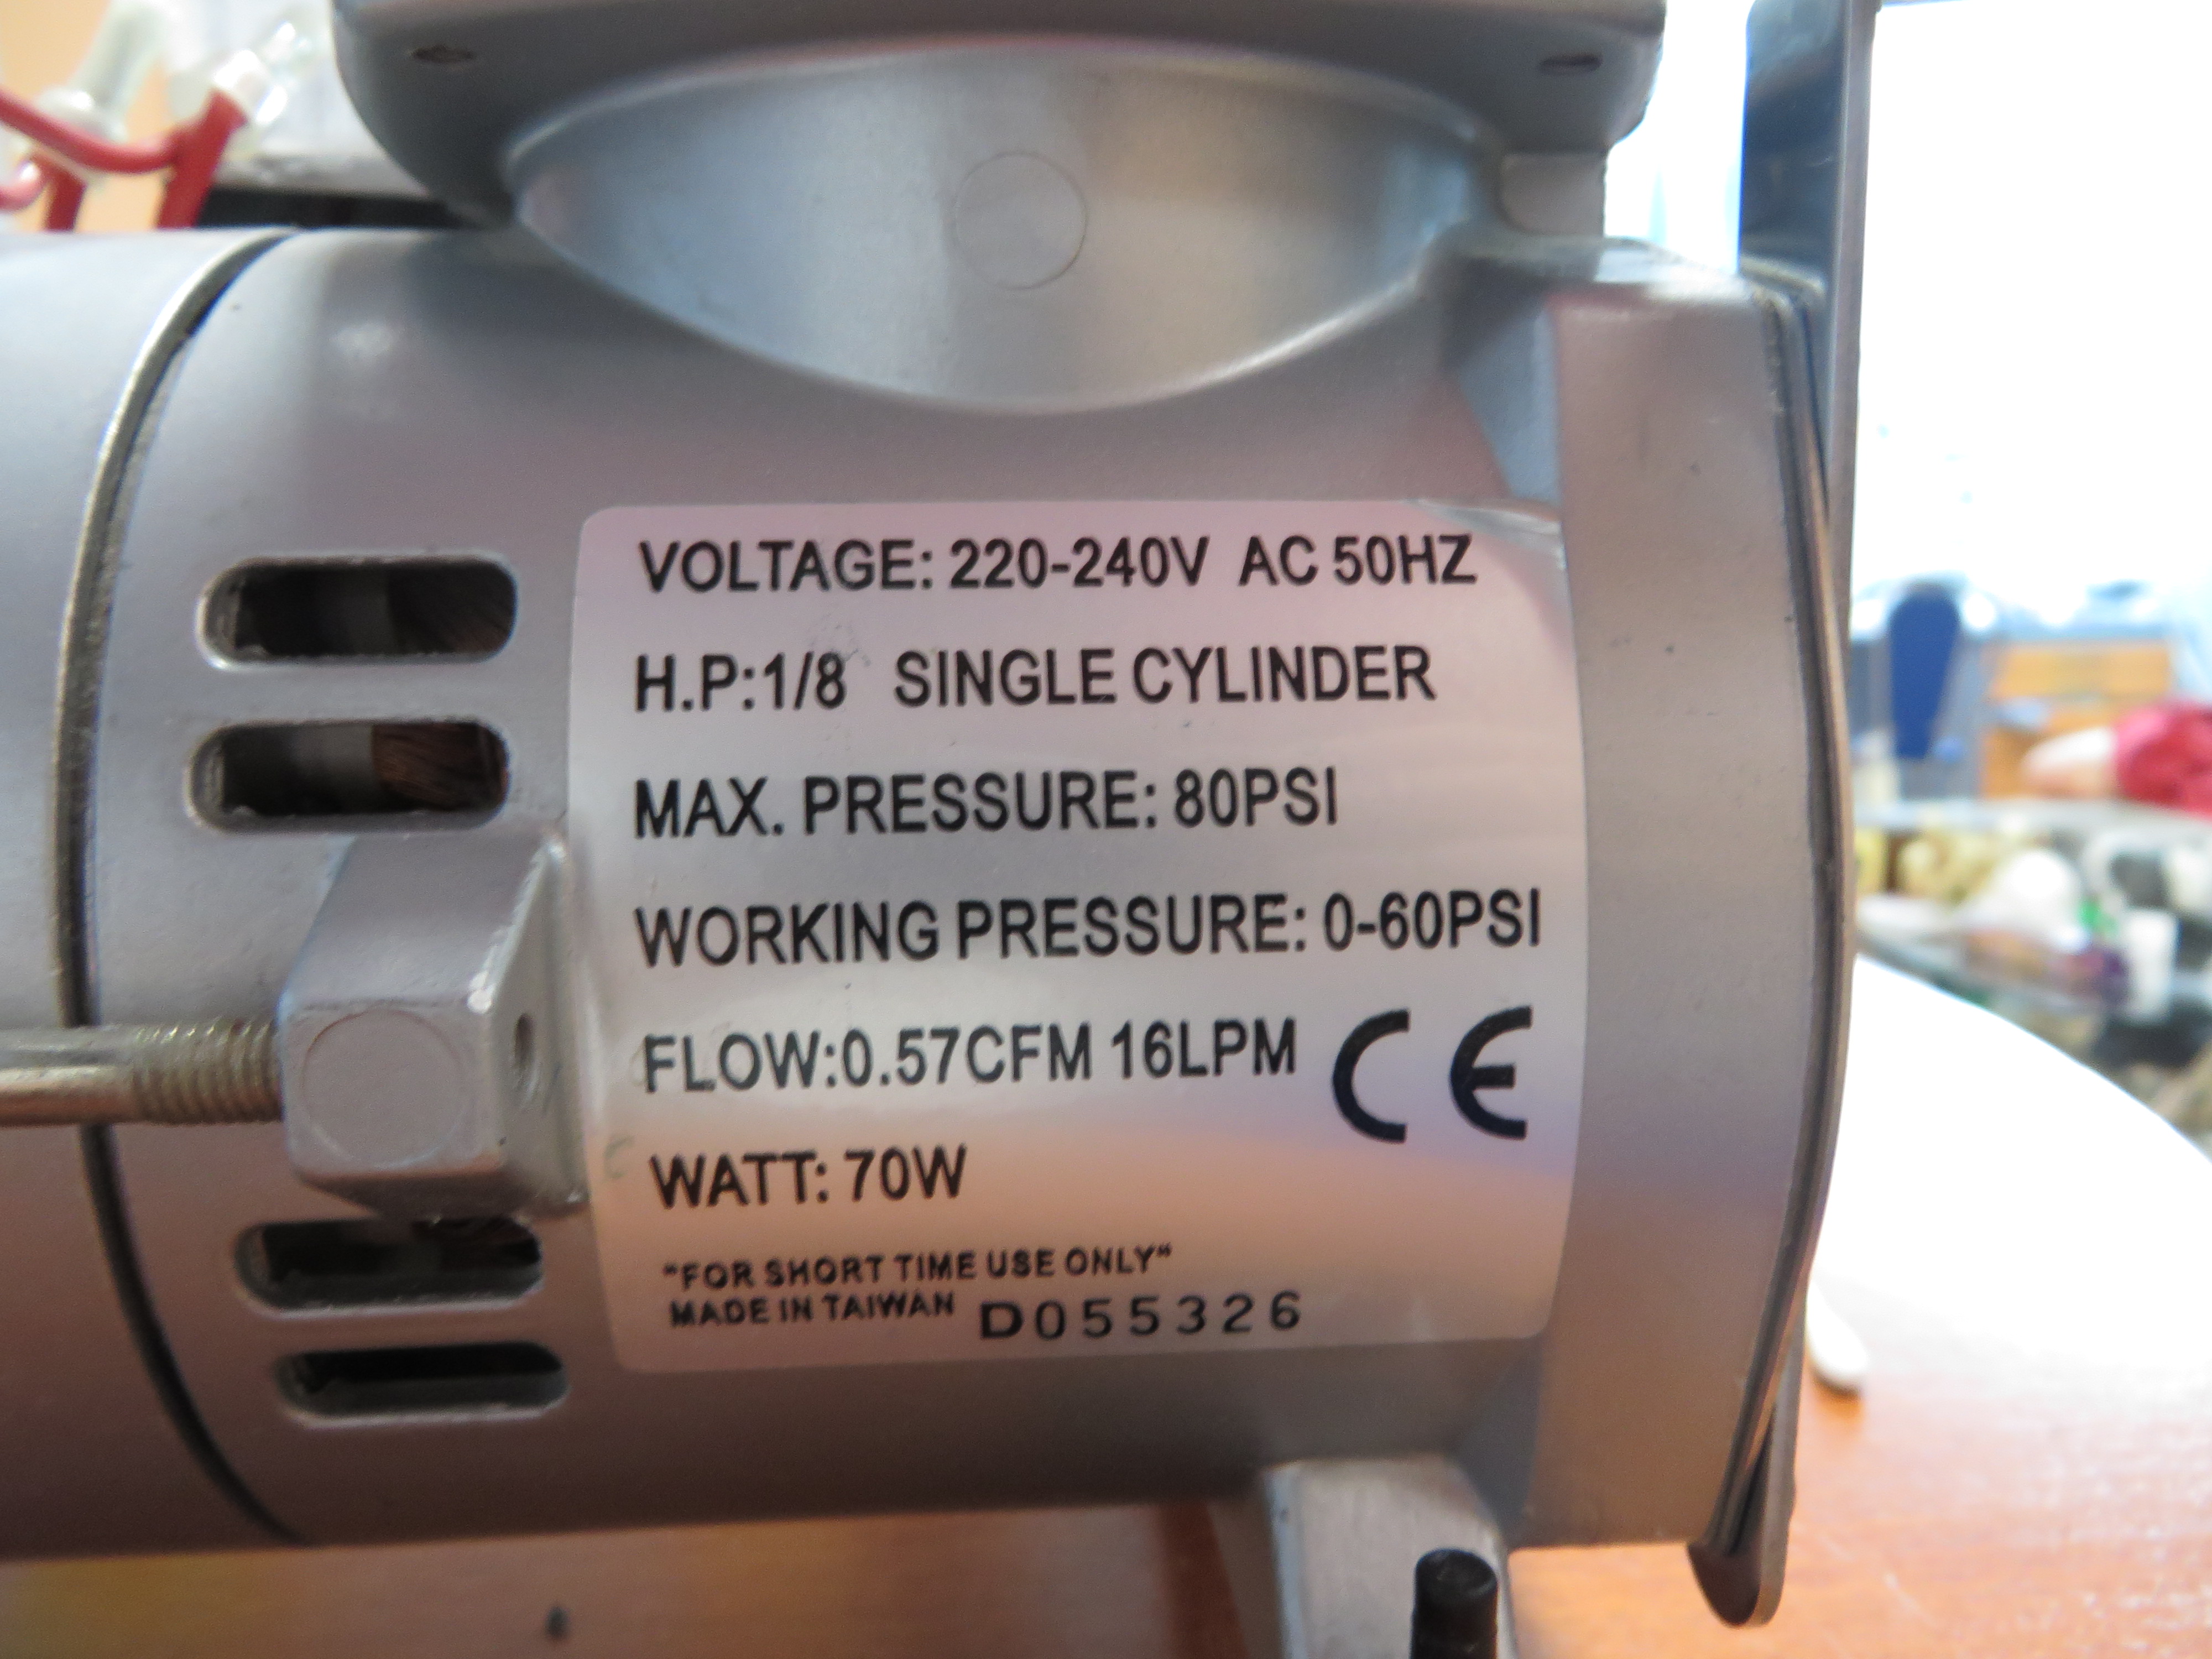 VOLTAGE: 220-240V AC 50HZ
H.P:1/8 SINGLE CYLINDER
MAX. PRESSURE: 80PSI
WORKING PRESSURE: 0-60PSI
FLOW:0.57CFM 16LPM CE
WATT: 70W
"FOR SHORT TIME USE ONLY"
MADE IN TAIWAN D055326